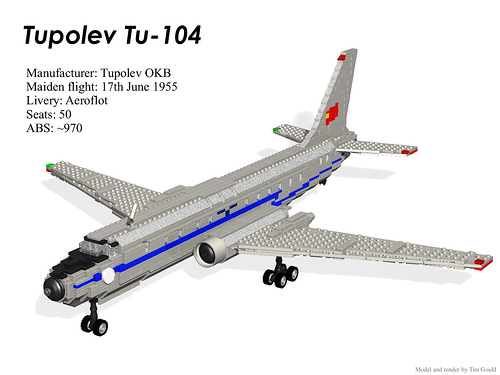 Tupolev Tu-104
Manufacturer: Tupolev OKB
Maiden flight: 17th June 1955
Livery: Aeroflot
Seats: 50
ABS: ~970
Model and render by Tim Gould